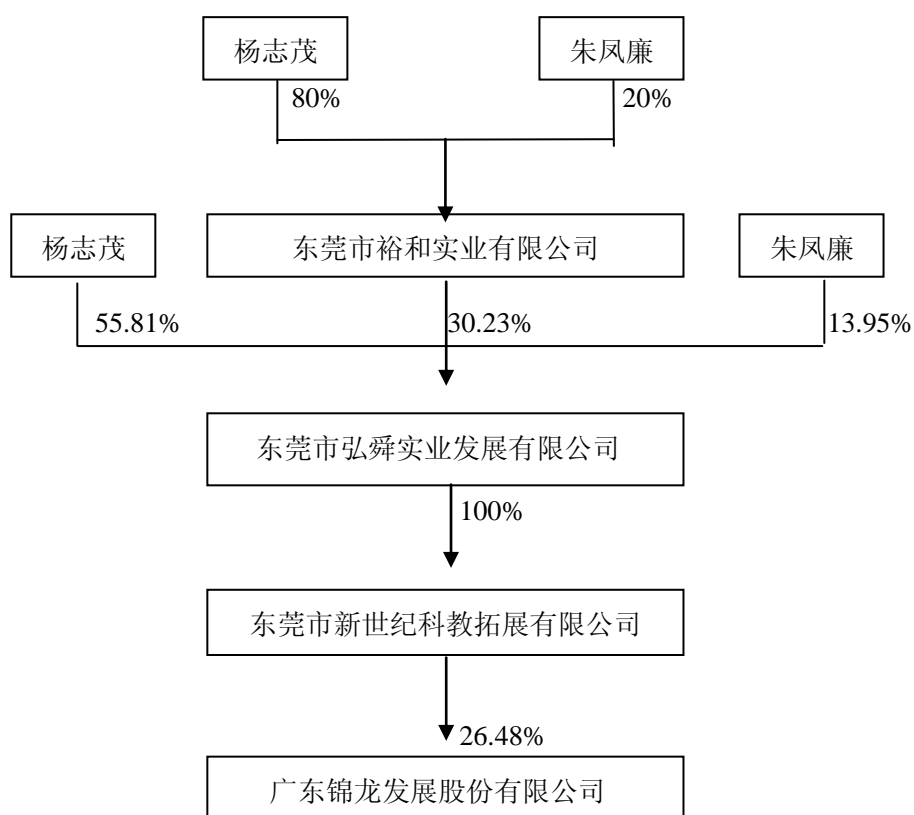 杨志茂
朱凤廉
80%
20%
杨志茂
东莞市裕和实业有限公司
朱凤廉
55.81%
30.23%
13.95%
东莞市弘舜实业发展有限公司
100%
东莞市新世纪科教拓展有限公司
26.48%
广东锦龙发展股份有限公司